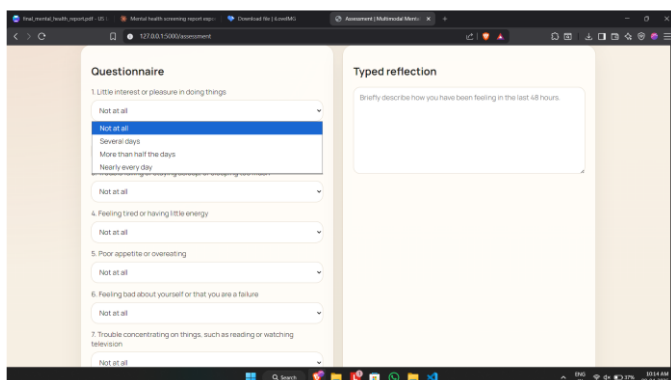 final_mental_health_report.pdf - US
Mental health screening report expo
Download file | iLoveIMG
Assessment | Multimodal Mental
127.0.0.1:5000/assessment
Questionnaire
1. Little interest or pleasure in doing things
Not at all
Not at all
Several days
More than half the days
Nearly every day
Not at all
4. Feeling tired or having little energy
Not at all
5. Poor appetite or overeating
Not at all
6. Feeling bad about yourself or that you are a failure
Not at all
7. Trouble concentrating on things, such as reading or watching
television
Not at all
Typed reflection
Briefly describe how you have been feeling in the last 48 hours.
Search
ENG
37%
10:14 AM